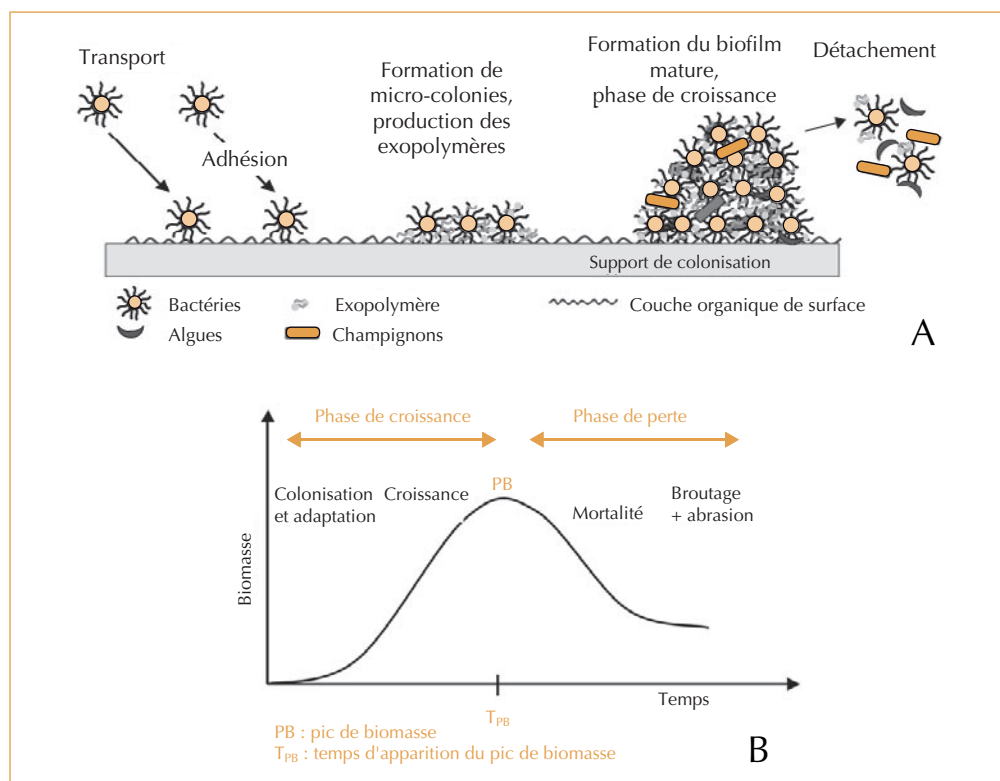 Transport
Adhésion
Formation de
micro-colonies,
production des
exopolymères
Formation du biofilm
mature,
phase de croissance
Détachement
Support de colonisation
Bactéries
Exopolymère
Couche organique de surface
Algues
Champignons
A
Phase de croissance
Phase de perte
Colonisation
et adaptation
Croissance
PB
Mortalité
Broutage
+ abrasion
Biomasse
Temps
TPB
PB : pic de biomasse
TPB : temps d'apparition du pic de biomasse
B